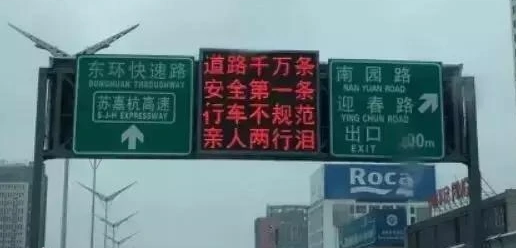 东环快速路
DONGHUAN THROUGHWAY
苏嘉杭高速
S-J-H EXPRESSWAY
道路千万条
安全第一条
行车不规范
亲人两行泪
南园路
NAN YUAN ROAD
迎春路
YING CHUN ROAD
出口
00m
EXIT
Roca